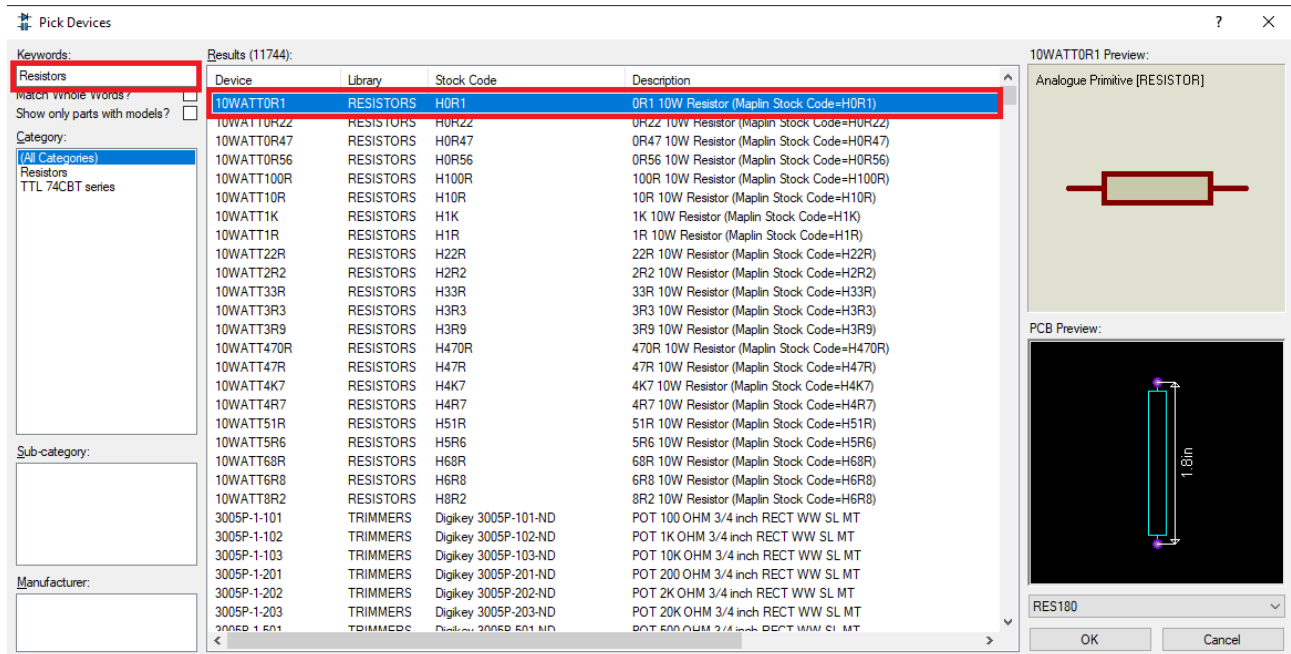 Pick Devices ? ×
Keywords: Results (11744): 10WATT0R1 Preview:
Resistors
Device Library Stock Code Description
Analogue Primitive [RESISTOR]
Match Whole Words?
Show only parts with models?
Category:
(All Categories)
Resistors
TTL 74CBT series
Sub-category:
Manufacturer:
10WATT0R1 RESISTORS H0R1 0R1 10W Resistor (Maplin Stock Code=H0R1)
10WATT0R22 RESISTORS H0R22 0R22 10W Resistor (Maplin Stock Code=H0R22)
10WATT0R47 RESISTORS H0R47 0R47 10W Resistor (Maplin Stock Code=H0R47)
10WATT0R56 RESISTORS H0R56 0R56 10W Resistor (Maplin Stock Code=H0R56)
10WATT100R RESISTORS H100R 100R 10W Resistor (Maplin Stock Code=H100R)
10WATT10R RESISTORS H10R 10R 10W Resistor (Maplin Stock Code=H10R)
10WATT1K RESISTORS H1K 1K 10W Resistor (Maplin Stock Code=H1K)
10WATT1R RESISTORS H1R 1R 10W Resistor (Maplin Stock Code=H1R)
10WATT22R RESISTORS H22R 22R 10W Resistor (Maplin Stock Code=H22R)
10WATT2R2 RESISTORS H2R2 2R2 10W Resistor (Maplin Stock Code=H2R2)
10WATT33R RESISTORS H33R 33R 10W Resistor (Maplin Stock Code=H33R)
10WATT3R3 RESISTORS H3R3 3R3 10W Resistor (Maplin Stock Code=H3R3)
10WATT3R9 RESISTORS H3R9 3R9 10W Resistor (Maplin Stock Code=H3R9)
10WATT470R RESISTORS H470R 470R 10W Resistor (Maplin Stock Code=H470R)
10WATT47R RESISTORS H47R 47R 10W Resistor (Maplin Stock Code=H47R)
10WATT4K7 RESISTORS H4K7 4K7 10W Resistor (Maplin Stock Code=H4K7)
10WATT4R7 RESISTORS H4R7 4R7 10W Resistor (Maplin Stock Code=H4R7)
10WATT51R RESISTORS H51R 51R 10W Resistor (Maplin Stock Code=H51R)
10WATT5R6 RESISTORS H5R6 5R6 10W Resistor (Maplin Stock Code=H5R6)
10WATT68R RESISTORS H68R 68R 10W Resistor (Maplin Stock Code=H68R)
10WATT6R8 RESISTORS H6R8 6R8 10W Resistor (Maplin Stock Code=H6R8)
10WATT8R2 RESISTORS H8R2 8R2 10W Resistor (Maplin Stock Code=H6R8)
3005P-1-101 TRIMMERS Digikey 3005P-101-ND POT 100 OHM 3/4 inch RECT WW SL MT
3005P-1-102 TRIMMERS Digikey 3005P-102-ND POT 1K OHM 3/4 inch RECT WW SL MT
3005P-1-103 TRIMMERS Digikey 3005P-103-ND POT 10K OHM 3/4 inch RECT WW SL MT
3005P-1-201 TRIMMERS Digikey 3005P-201-ND POT 200 OHM 3/4 inch RECT WW SL MT
3005P-1-202 TRIMMERS Digikey 3005P-202-ND POT 2K OHM 3/4 inch RECT WW SL MT
3005P-1-203 TRIMMERS Digikey 3005P-203-ND POT 20K OHM 3/4 inch RECT WW SL MT
3005P-1-501 TRIMMERS Digikey 3005P-501-ND POT 500 OHM 3/4 inch RECT WW SL MT
PCB Preview:
1.8in
RES180
OK Cancel